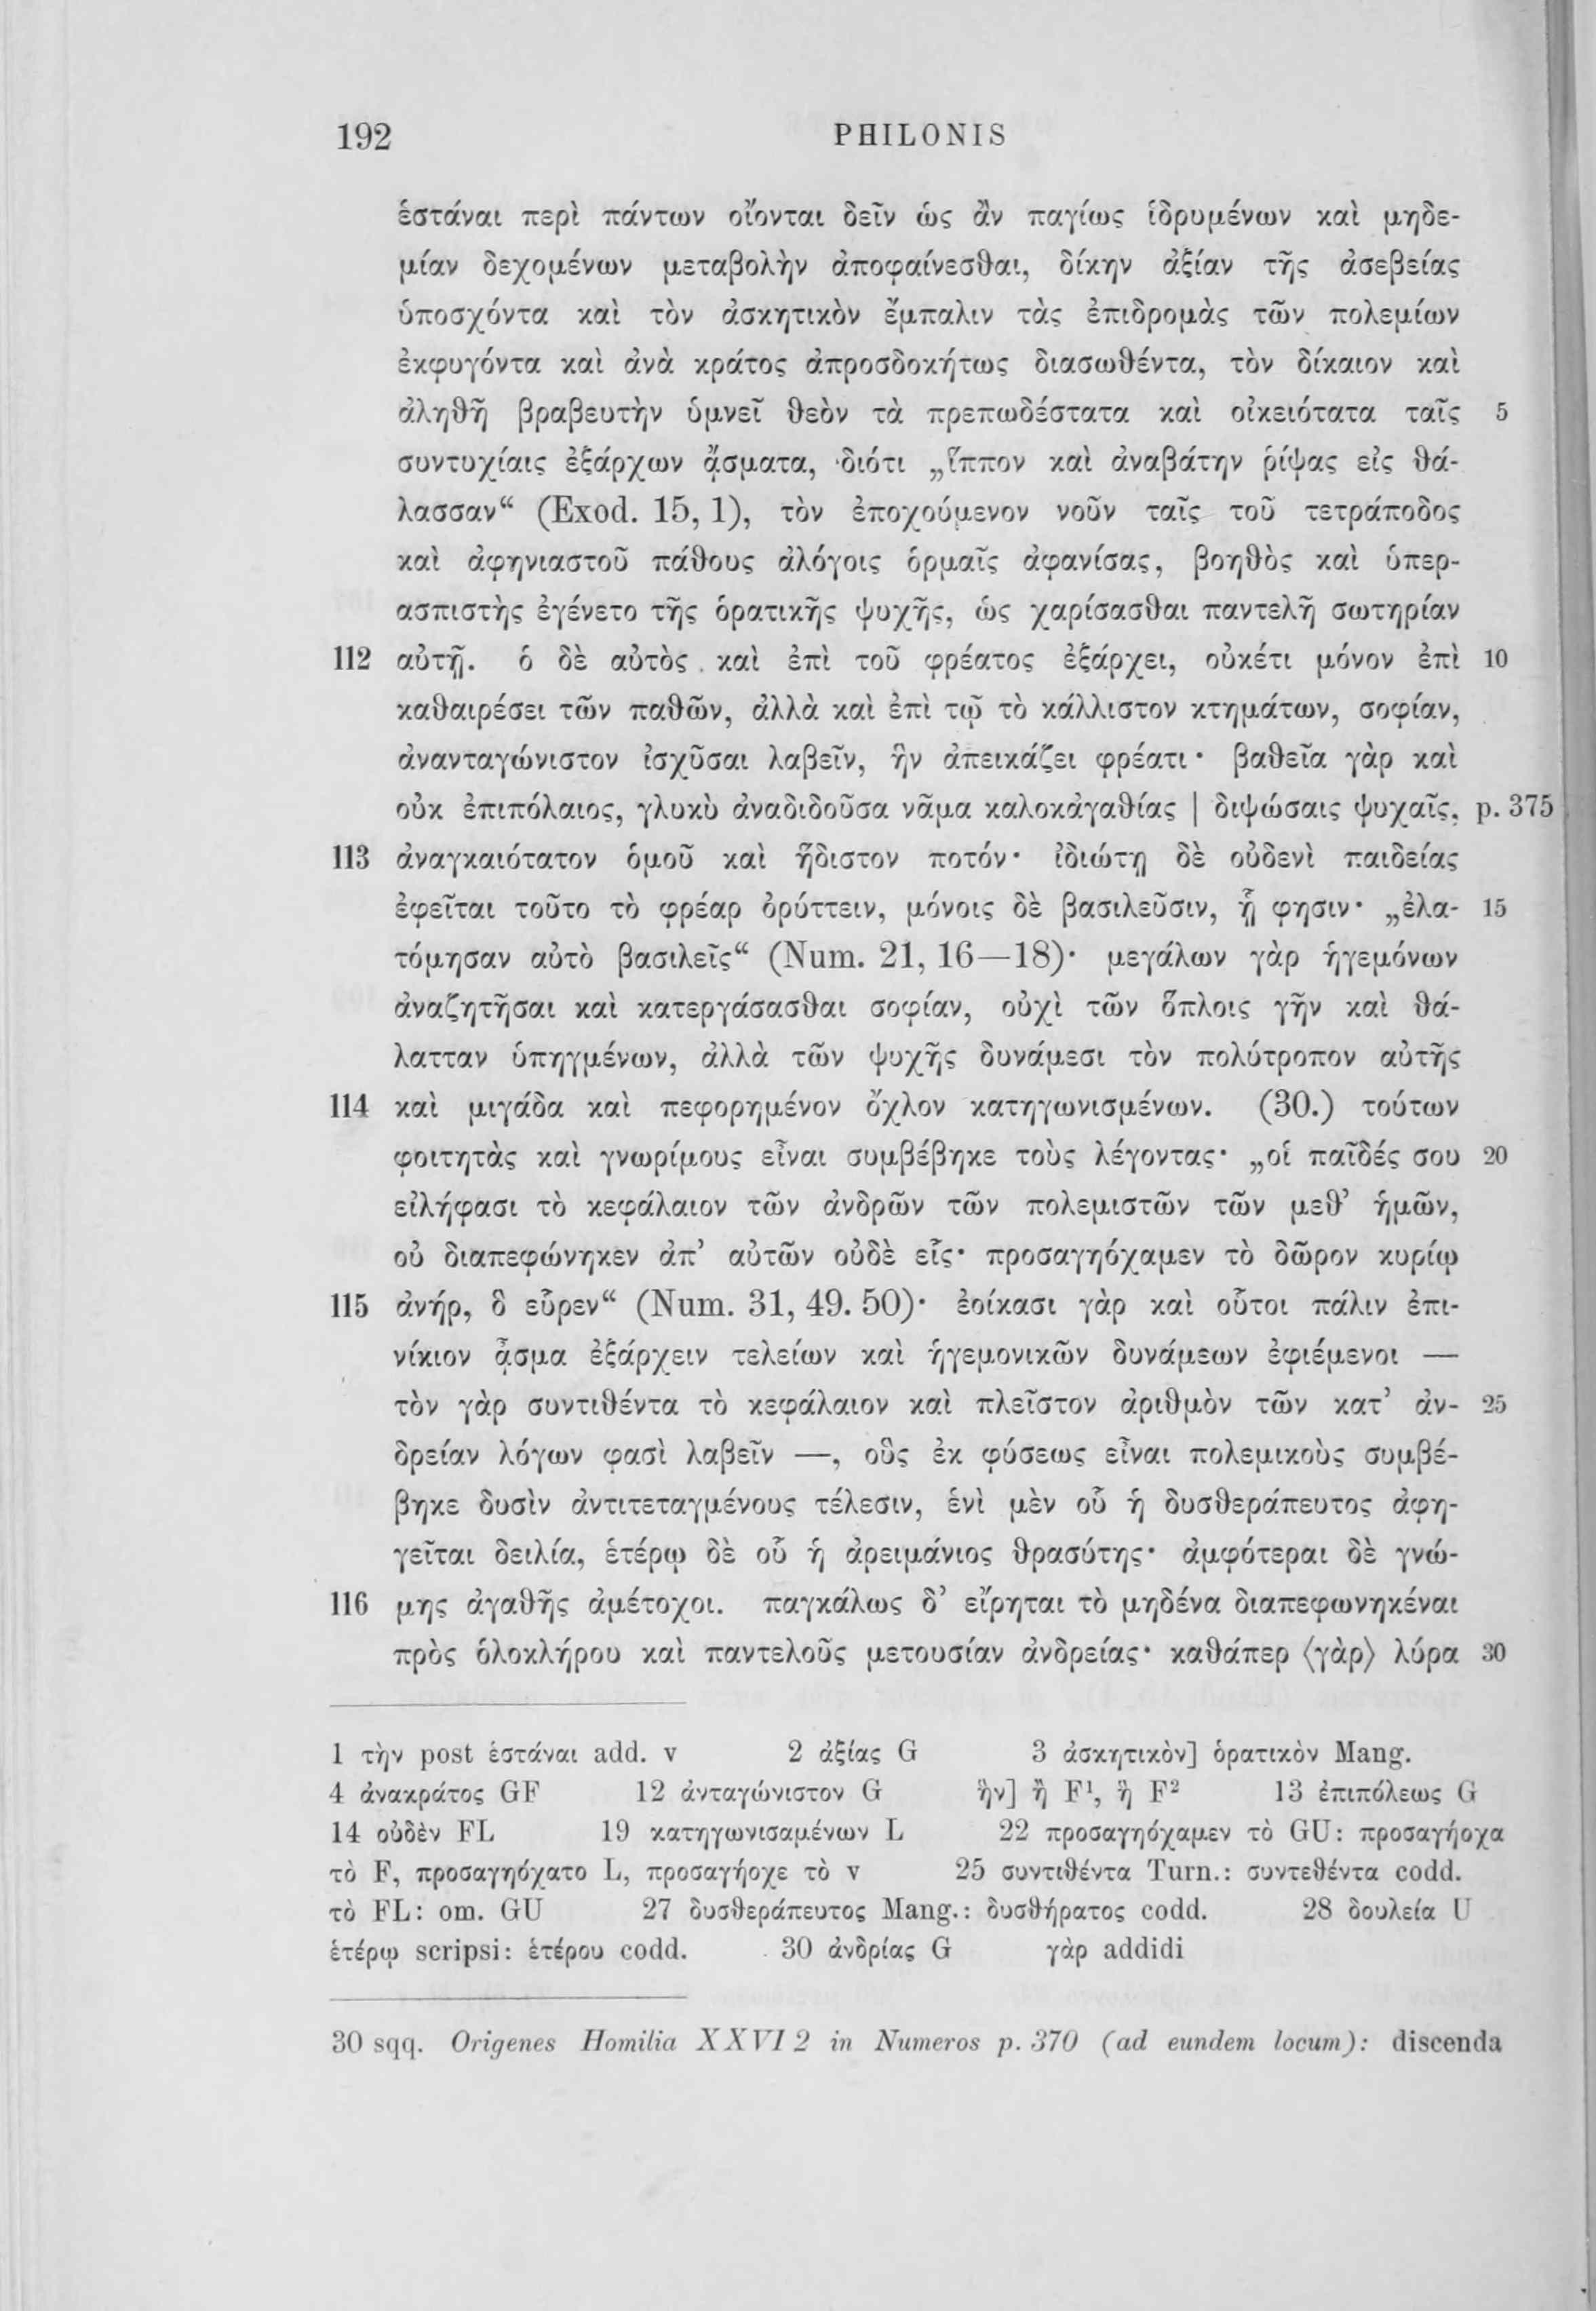 192 PHILONIS
ἑστάναι περὶ πάντων οἴονται δεῖν ὡς ἂν παγίως ἱδρυμένων καὶ μηδε-
μίαν δεχομένων μεταβολὴν ἀποφαίνεσθαι, δίκην ἀξίαν τῆς ἀσεβείας
ὑποσχόντα καὶ τὸν ἀσκητικὸν ἔμπαλιν τὰς ἐπιδρομὰς τῶν πολεμίων
ἐκφυγόντα καὶ ἀνὰ κράτος ἀπροσδοκήτως διασωθέντα, τὸν δίκαιον καὶ
ἀληθῆ βραβευτὴν ὑμνεῖ θεὸν τὰ πρεπωδέστατα καὶ οἰκειότατα ταῖς 5
συντυχίαις ἐξάρχων ᾄσματα, διότι „ἵππον καὶ ἀναβάτην ῥίψας εἰς θά-
λασσαν“ (Exod. 15, 1), τὸν ἐποχούμενον νοῦν ταῖς τοῦ τετράποδος
καὶ ἀφηνιαστοῦ πάθους ἀλόγοις ὁρμαῖς ἀφανίσας, βοηθὸς καὶ ὑπερ-
ασπιστὴς ἐγένετο τῆς ὁρατικῆς ψυχῆς, ὡς χαρίσασθαι παντελῆ σωτηρίαν
112 αὐτῇ. ὁ δὲ αὐτὸς καὶ ἐπὶ τοῦ φρέατος ἐξάρχει, οὐκέτι μόνον ἐπὶ 10
καθαιρέσει τῶν παθῶν, ἀλλὰ καὶ ἐπὶ τῷ τὸ κάλλιστον κτημάτων, σοφίαν,
ἀνανταγώνιστον ἰσχῦσαι λαβεῖν, ἣν ἀπεικάζει φρέατι· βαθεῖα γὰρ καὶ
οὐκ ἐπιπόλαιος, γλυκὺ ἀναδιδοῦσα νᾶμα καλοκἀγαθίας | διψώσαις ψυχαῖς, p. 375
113 ἀναγκαιότατον ὁμοῦ καὶ ἥδιστον ποτόν· ἰδιώτῃ δὲ οὐδενὶ παιδείας
ἐφεῖται τοῦτο τὸ φρέαρ ὀρύττειν, μόνοις δὲ βασιλεῦσιν, ᾗ φησιν· „ἐλα- 15
τόμησαν αὐτὸ βασιλεῖς“ (Num. 21, 16—18)· μεγάλων γὰρ ἡγεμόνων
ἀναζητῆσαι καὶ κατεργάσασθαι σοφίαν, οὐχὶ τῶν ὅπλοις γῆν καὶ θά-
λατταν ὑπηγμένων, ἀλλὰ τῶν ψυχῆς δυνάμεσι τὸν πολύτροπον αὐτῆς
114 καὶ μιγάδα καὶ πεφορημένον ὄχλον κατηγωνισμένων. (30.) τούτων
φοιτητὰς καὶ γνωρίμους εἶναι συμβέβηκε τοὺς λέγοντας· „οἱ παῖδές σου 20
εἰλήφασι τὸ κεφάλαιον τῶν ἀνδρῶν τῶν πολεμιστῶν τῶν μεθ’ ἡμῶν,
οὐ διαπεφώνηκεν ἀπ’ αὐτῶν οὐδὲ εἷς· προσαγηόχαμεν τὸ δῶρον κυρίῳ
115 ἀνήρ, ὃ εὗρεν“ (Num. 31, 49. 50)· ἐοίκασι γὰρ καὶ οὗτοι πάλιν ἐπι-
νίκιον ᾆσμα ἐξάρχειν τελείων καὶ ἡγεμονικῶν δυνάμεων ἐφιέμενοι —
τὸν γὰρ συντιθέντα τὸ κεφάλαιον καὶ πλεῖστον ἀριθμὸν τῶν κατ’ ἀν- 25
δρείαν λόγων φασὶ λαβεῖν —, οὓς ἐκ φύσεως εἶναι πολεμικοὺς συμβέ-
βηκε δυσὶν ἀντιτεταγμένους τέλεσιν, ἑνὶ μὲν οὗ ἡ δυσθεράπευτος ἀφη-
γεῖται δειλία, ἑτέρῳ δὲ οὗ ἡ ἀρειμάνιος θρασύτης· ἀμφότεραι δὲ γνώ-
116 μης ἀγαθῆς ἀμέτοχοι. παγκάλως δ’ εἴρηται τὸ μηδένα διαπεφωνηκέναι
πρὸς ὁλοκλήρου καὶ παντελοῦς μετουσίαν ἀνδρείας· καθάπερ ⟨γὰρ⟩ λύρα 30
1 τὴν post ἑστάναι add. v 2 ἀξίας G 3 ἀσκητικὸν] ὁρατικὸν Mang.
4 ἀνακράτος GF 12 ἀνταγώνιστον G ἣν] ἢ F¹, ἣ F² 13 ἐπιπόλεως G
14 οὐδὲν FL 19 κατηγωνισαμένων L 22 προσαγηόχαμεν τὸ GU: προσαγήοχα
τὸ F, προσαγηόχατο L, προσαγήοχε τὸ v 25 συντιθέντα Turn.: συντεθέντα codd.
τὸ FL: om. GU 27 δυσθεράπευτος Mang.: δυσθήρατος codd. 28 δουλεία U
ἑτέρῳ scripsi: ἑτέρου codd. 30 ἀνδρίας G γὰρ addidi
30 sqq. Origenes Homilia XXVI 2 in Numeros p. 370 (ad eundem locum): discenda